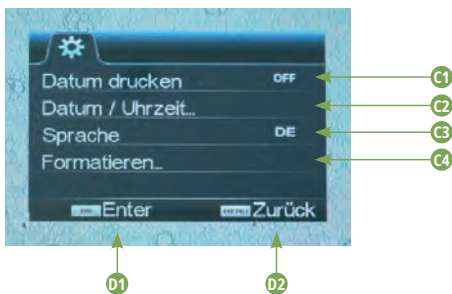 Datum drucken OFF C1
Datum / Uhrzeit... C2
Sprache DE C3
Formatieren... C4
Enter Zurück
D1 D2